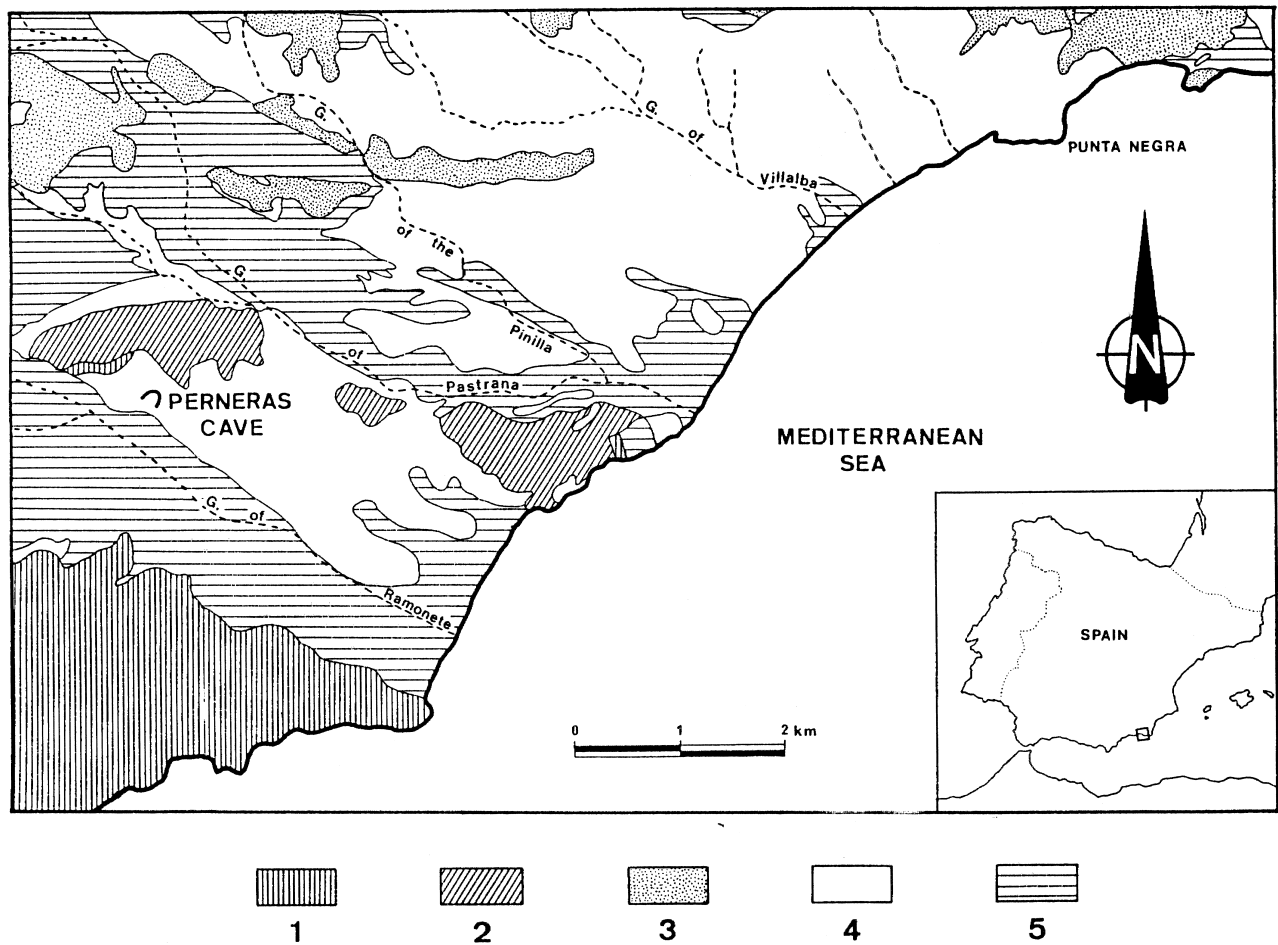 PUNTA NEGRA
G. of Villalba
G. of the Pinilla
G. of Pastrana
PERNERAS
CAVE
MEDITERRANEAN
SEA
N
G. of Ramonete
SPAIN
0 1 2 km
1 2 3 4 5